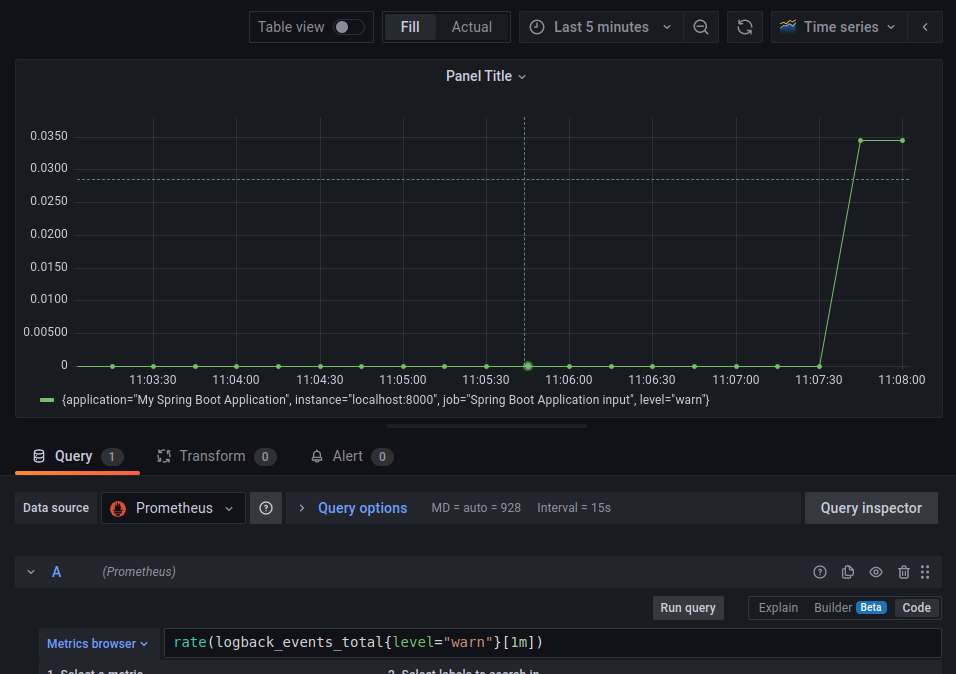 Table view Fill Actual Last 5 minutes Time series
Panel Title
0.0350
0.0300
0.0250
0.0200
0.0150
0.0100
0.00500
0
11:03:30 11:04:00 11:04:30 11:05:00 11:05:30 11:06:00 11:06:30 11:07:00 11:07:30 11:08:00
{application="My Spring Boot Application", instance="localhost:8000", job="Spring Boot Application input", level="warn"}
Query 1 Transform 0 Alert 0
Data source Prometheus Query options MD = auto = 928 Interval = 15s Query inspector
A (Prometheus)
Run query Explain Builder Beta Code
Metrics browser rate(logback_events_total{level="warn"}[1m])
1. Select a metric 2. Select labels to search in